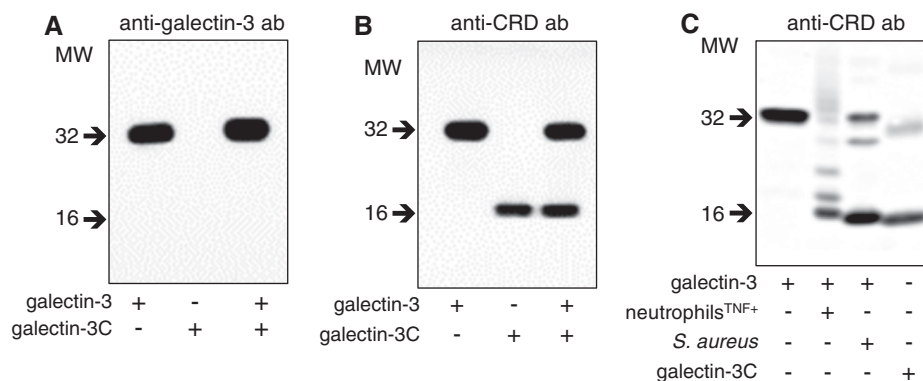 A
anti-galectin-3 ab
MW
32
16
galectin-3 + - +
galectin-3C - + +
B
anti-CRD ab
MW
32
16
galectin-3 + - +
galectin-3C - + +
C
anti-CRD ab
MW
32
16
galectin-3 + + + -
neutrophilsTNF+ - + - -
S. aureus - - + -
galectin-3C - - - +